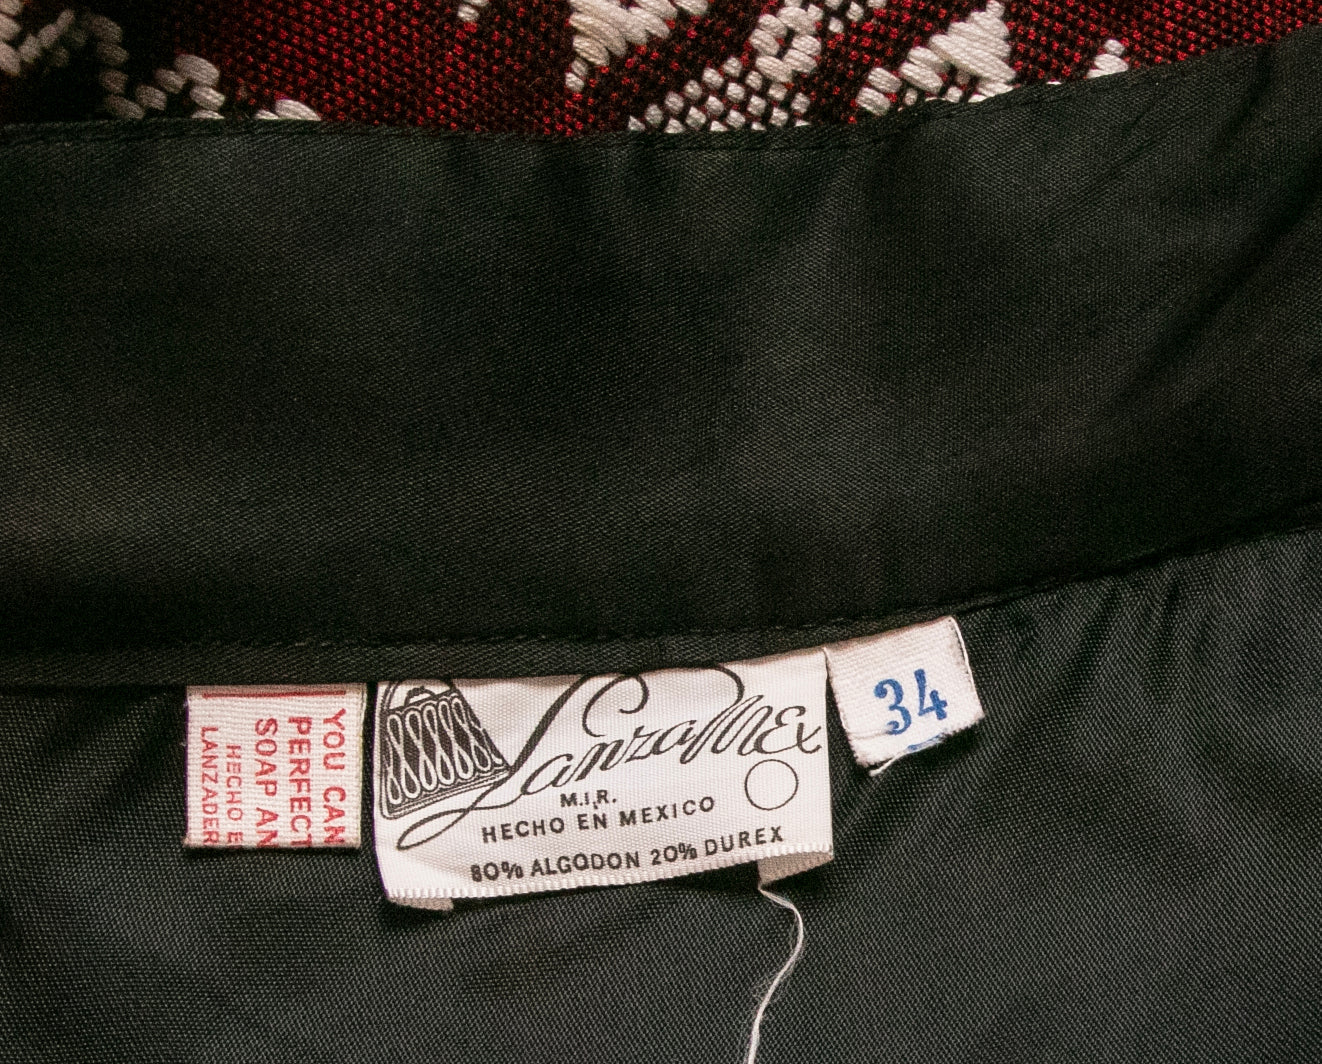 YOU CAN
PERFECT
SOAP AN
HECHO E
LANZADER
LanzaMEx
M.I.R.
HECHO EN MEXICO
80% ALGODON 20% DUREX
34